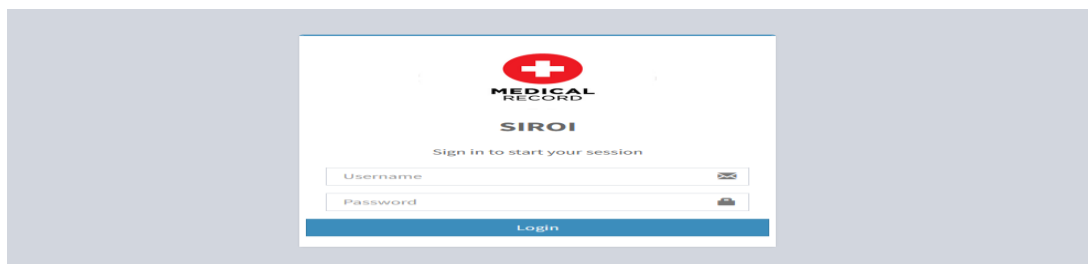 MEDICAL
RECORD
SIROI
Sign in to start your session
Username
Password
Login